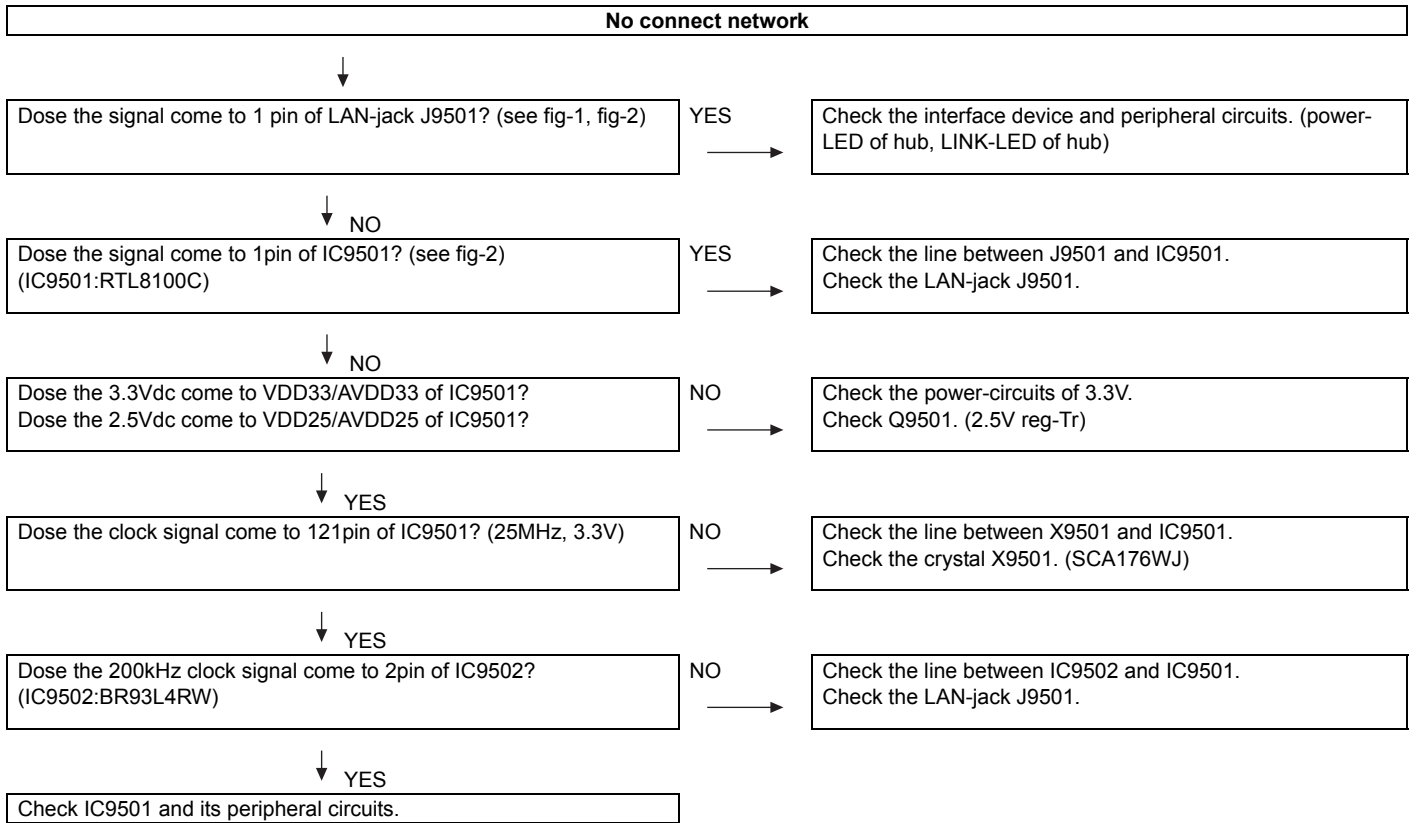 No connect network
Dose the signal come to 1 pin of LAN-jack J9501? (see fig-1, fig-2)
YES
Check the interface device and peripheral circuits. (power-
LED of hub, LINK-LED of hub)
NO
Dose the signal come to 1pin of IC9501? (see fig-2)
(IC9501:RTL8100C)
YES
Check the line between J9501 and IC9501.
Check the LAN-jack J9501.
NO
Dose the 3.3Vdc come to VDD33/AVDD33 of IC9501?
Dose the 2.5Vdc come to VDD25/AVDD25 of IC9501?
NO
Check the power-circuits of 3.3V.
Check Q9501. (2.5V reg-Tr)
YES
Dose the clock signal come to 121pin of IC9501? (25MHz, 3.3V)
NO
Check the line between X9501 and IC9501.
Check the crystal X9501. (SCA176WJ)
YES
Dose the 200kHz clock signal come to 2pin of IC9502?
(IC9502:BR93L4RW)
NO
Check the line between IC9502 and IC9501.
Check the LAN-jack J9501.
YES
Check IC9501 and its peripheral circuits.